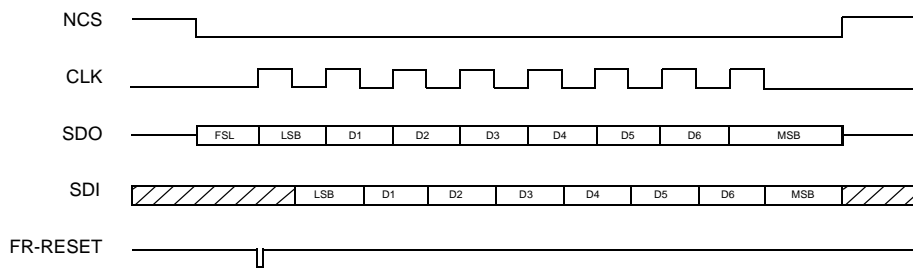 NCS
CLK
SDO FSL LSB D1 D2 D3 D4 D5 D6 MSB
SDI LSB D1 D2 D3 D4 D5 D6 MSB
FR-RESET